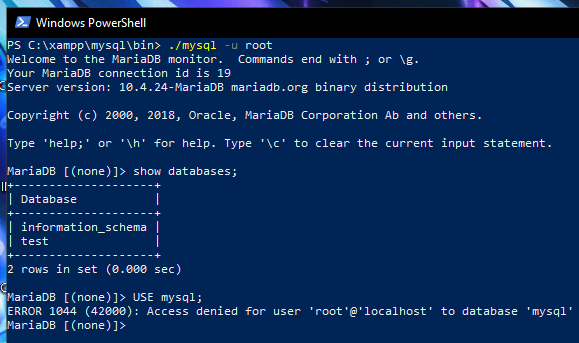 Windows PowerShell
PS C:\xampp\mysql\bin> ./mysql -u root
Welcome to the MariaDB monitor.  Commands end with ; or \g.
Your MariaDB connection id is 19
Server version: 10.4.24-MariaDB mariadb.org binary distribution

Copyright (c) 2000, 2018, Oracle, MariaDB Corporation Ab and others.

Type 'help;' or '\h' for help. Type '\c' to clear the current input statement.

MariaDB [(none)]> show databases;
+--------------------+
| Database           |
+--------------------+
| information_schema |
| test               |
+--------------------+
2 rows in set (0.000 sec)

MariaDB [(none)]> USE mysql;
ERROR 1044 (42000): Access denied for user 'root'@'localhost' to database 'mysql'
MariaDB [(none)]>